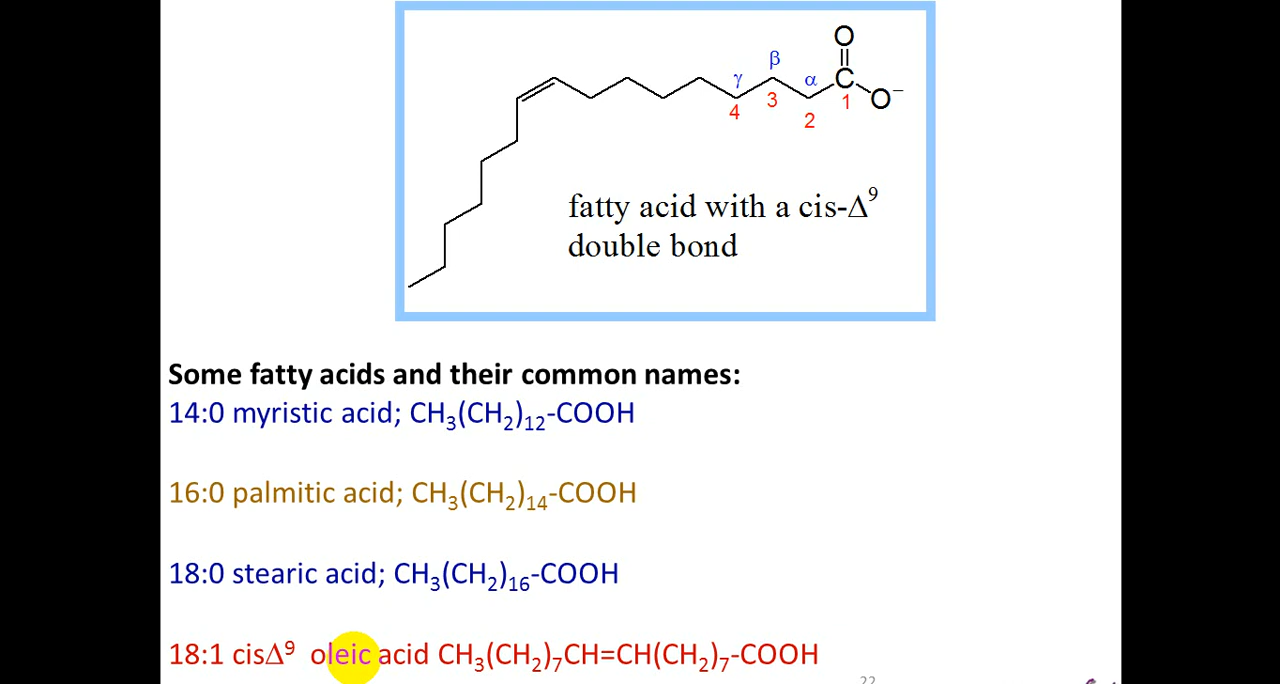 O
β
γ
α
C
O⁻
1
3
4
2
fatty acid with a cis-Δ⁹
double bond
Some fatty acids and their common names:
14:0 myristic acid; CH₃(CH₂)₁₂-COOH
16:0 palmitic acid; CH₃(CH₂)₁₄-COOH
18:0 stearic acid; CH₃(CH₂)₁₆-COOH
18:1 cisΔ⁹ oleic acid CH₃(CH₂)₇CH=CH(CH₂)₇-COOH
22